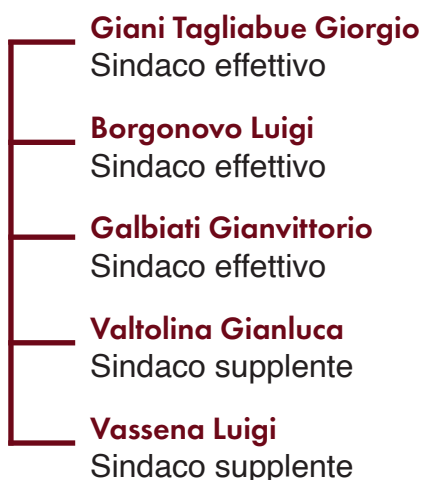 Giani Tagliabue Giorgio
Sindaco effettivo
Borgonovo Luigi
Sindaco effettivo
Galbiati Gianvittorio
Sindaco effettivo
Valtolina Gianluca
Sindaco supplente
Vassena Luigi
Sindaco supplente